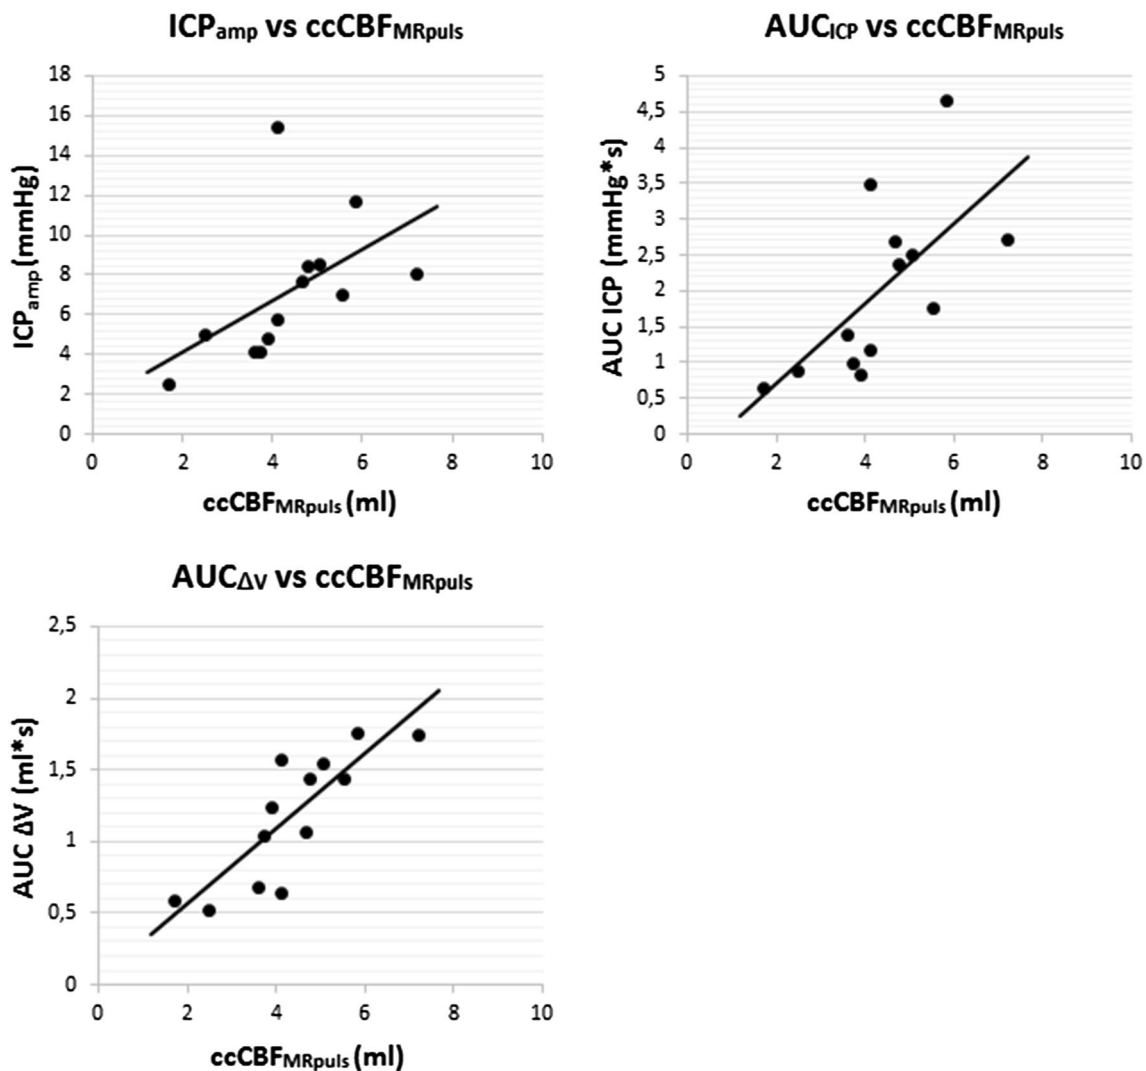 ICPamp vs ccCBFMRpuls
18
16
14
12
10
8
6
4
2
0
ICPamp (mmHg)
0 2 4 6 8 10
ccCBFMRpuls (ml)
AUCICP vs ccCBFMRpuls
5
4,5
4
3,5
3
2,5
2
1,5
1
0,5
0
AUC ICP (mmHg*s)
0 2 4 6 8 10
ccCBFMRpuls (ml)
AUCΔV vs ccCBFMRpuls
2,5
2
1,5
1
0,5
0
AUC ΔV (ml*s)
0 2 4 6 8 10
ccCBFMRpuls (ml)